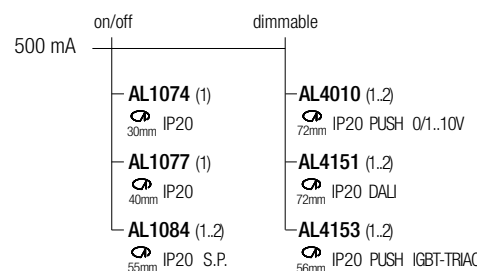 on/off dimmable
500 mA
AL1074 (1) AL4010 (1..2)
30mm IP20 72mm IP20 PUSH 0/1..10V
AL1077 (1) AL4151 (1..2)
40mm IP20 72mm IP20 DALI
AL1084 (1..2) AL4153 (1..2)
55mm IP20 S.P. 56mm IP20 PUSH IGBT-TRIAC